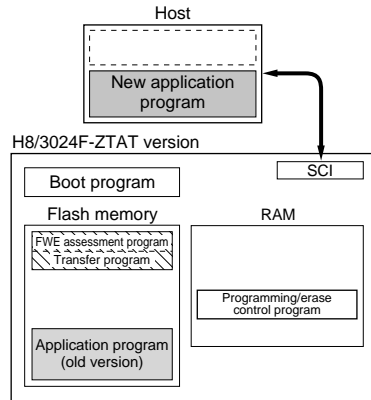 Host
New application
program
H8/3024F-ZTAT version
SCI
Boot program
Flash memory
RAM
FWE assessment program
Transfer program
Programming/erase
control program
Application program
(old version)